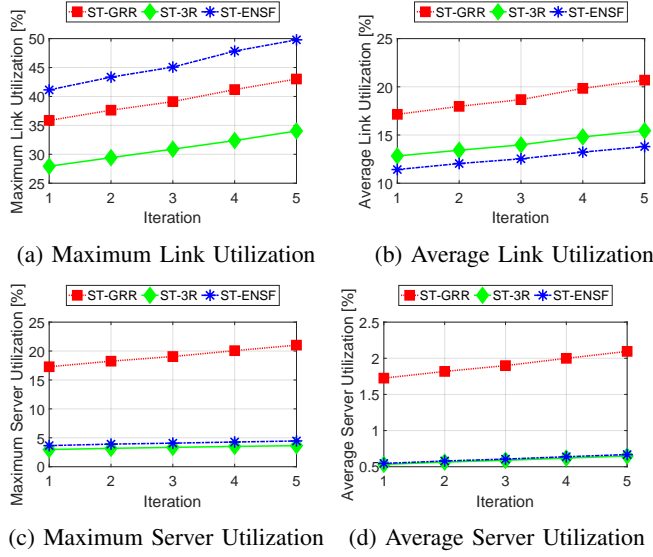 ST-GRR ST-3R ST-ENSF
Maximum Link Utilization [%]
50
45
40
35
30
25
1 2 3 4 5
Iteration
(a) Maximum Link Utilization
ST-GRR ST-3R ST-ENSF
Average Link Utilization [%]
25
20
15
10
1 2 3 4 5
Iteration
(b) Average Link Utilization
ST-GRR ST-3R ST-ENSF
Maximum Server Utilization [%]
25
20
15
10
5
0
1 2 3 4 5
Iteration
(c) Maximum Server Utilization
ST-GRR ST-3R ST-ENSF
Average Server Utilization [%]
2.5
2
1.5
1
0.5
1 2 3 4 5
Iteration
(d) Average Server Utilization